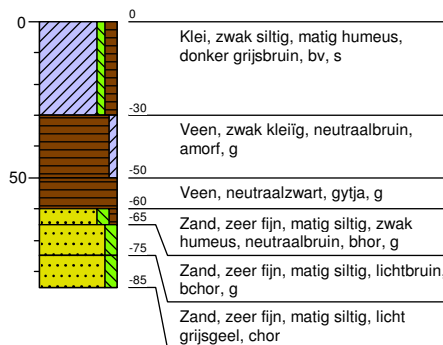 0
0
Klei, zwak siltig, matig humeus,
donker grijsbruin, bv, s
-30
Veen, zwak kleiïg, neutraalbruin,
amorf, g
50
-50
Veen, neutraalzwart, gytja, g
-60
-65
Zand, zeer fijn, matig siltig, zwak
humeus, neutraalbruin, bhor, g
-75
Zand, zeer fijn, matig siltig, lichtbruin,
bchor, g
-85
Zand, zeer fijn, matig siltig, licht
grijsgeel, chor